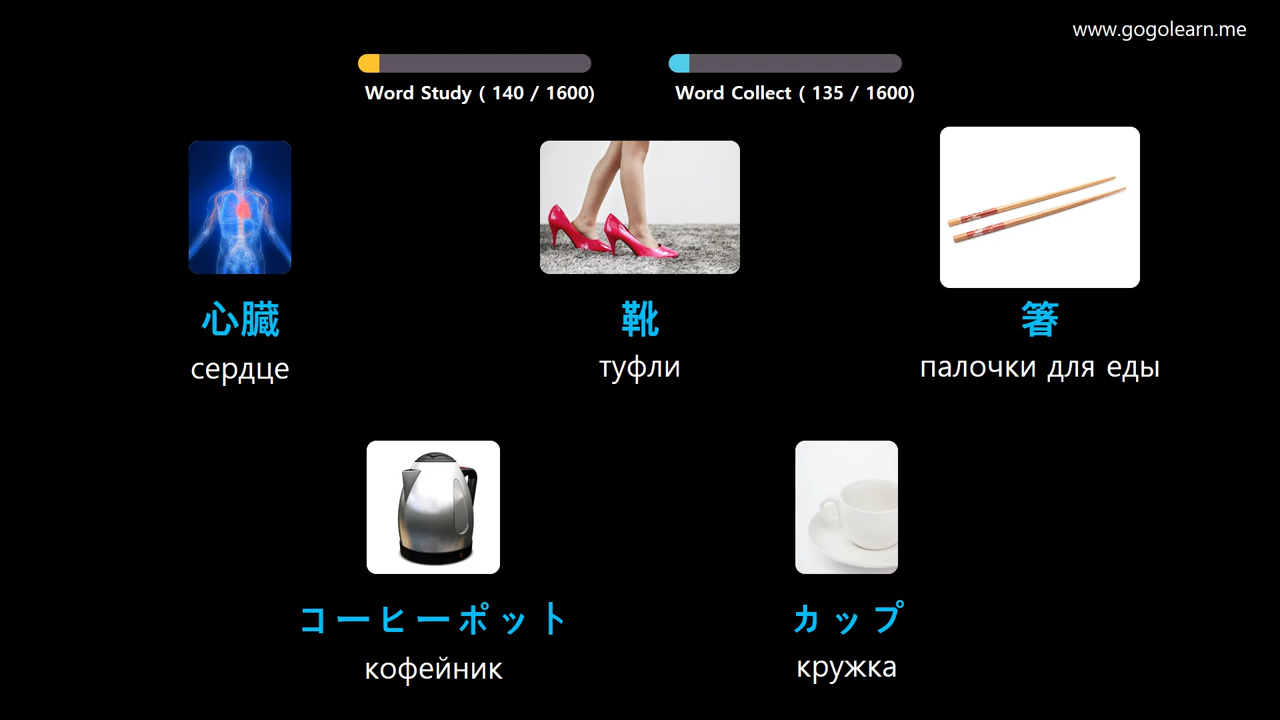 www.gogolearn.me
Word Study ( 140 / 1600)
Word Collect ( 135 / 1600)
心臓
靴
箸
сердце
туфли
палочки для еды
コーヒーポット
カップ
кофейник
кружка